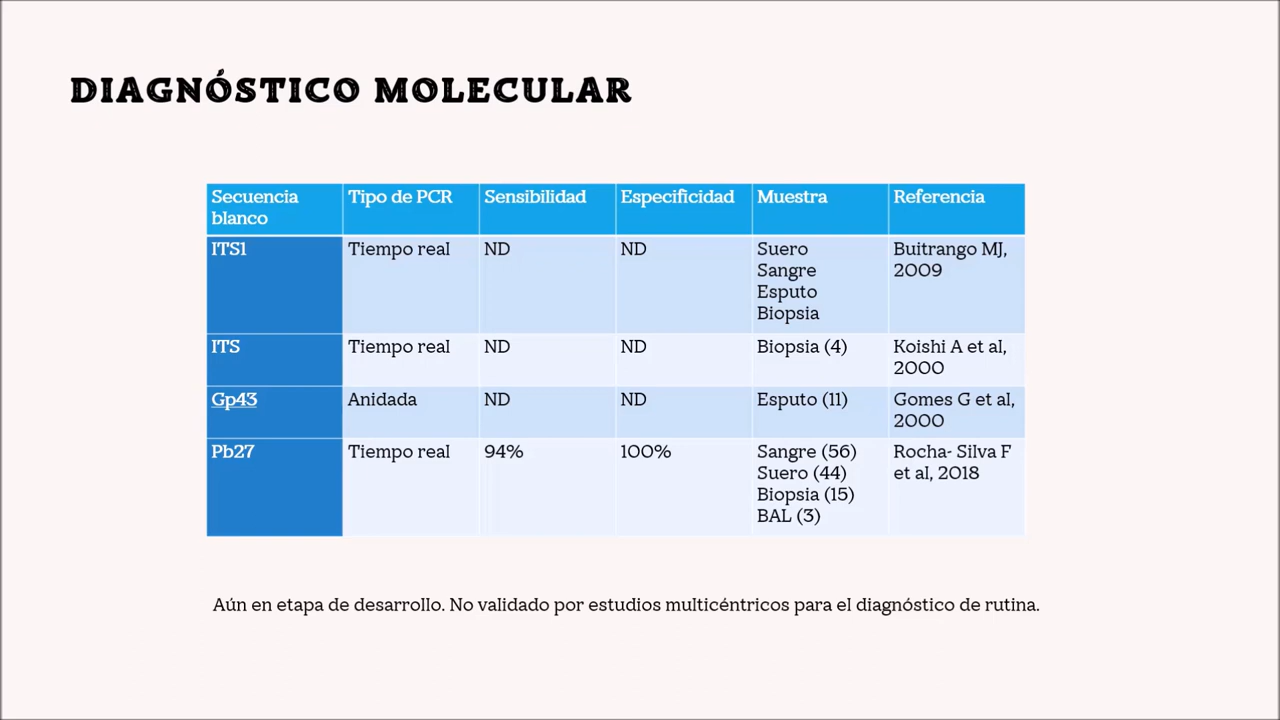 DIAGNÓSTICO MOLECULAR
Secuencia blanco | Tipo de PCR | Sensibilidad | Especificidad | Muestra | Referencia
ITS1 | Tiempo real | ND | ND | Suero Sangre Esputo Biopsia | Buitrango MJ, 2009
ITS | Tiempo real | ND | ND | Biopsia (4) | Koishi A et al, 2000
Gp43 | Anidada | ND | ND | Esputo (11) | Gomes G et al, 2000
Pb27 | Tiempo real | 94% | 100% | Sangre (56) Suero (44) Biopsia (15) BAL (3) | Rocha- Silva F et al, 2018
Aún en etapa de desarrollo. No validado por estudios multicéntricos para el diagnóstico de rutina.